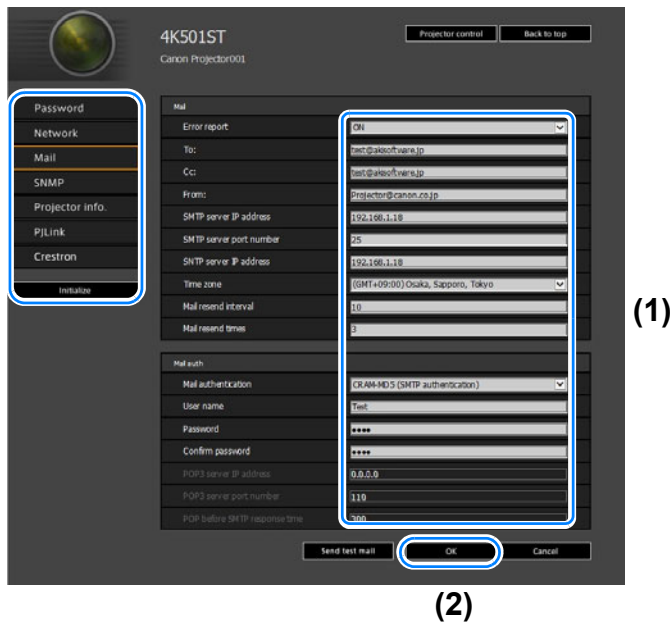 4K501ST
Projector control
Back to top
Canon Projector001
Password
Network
Mail
SNMP
Projector info.
PJLink
Crestron
Initialize
Mail
Error report ON
To: test@aiksoftware.jp
Cc: test@aiksoftware.jp
From: Projector@canon.co.jp
SMTP server IP address 192.168.1.18
SMTP server port number 25
SNTP server IP address 192.168.1.18
Time zone (GMT+09:00) Osaka, Sapporo, Tokyo
Mail resend interval 10
Mail resend times 3
Mail auth
Mail authentication CRAM-MD5 (SMTP authentication)
User name Test
Password ••••
Confirm password ••••
POP3 server IP address 0.0.0.0
POP3 server port number 110
POP before SMTP response time 300
Send test mail
OK
Cancel
(1)
(2)